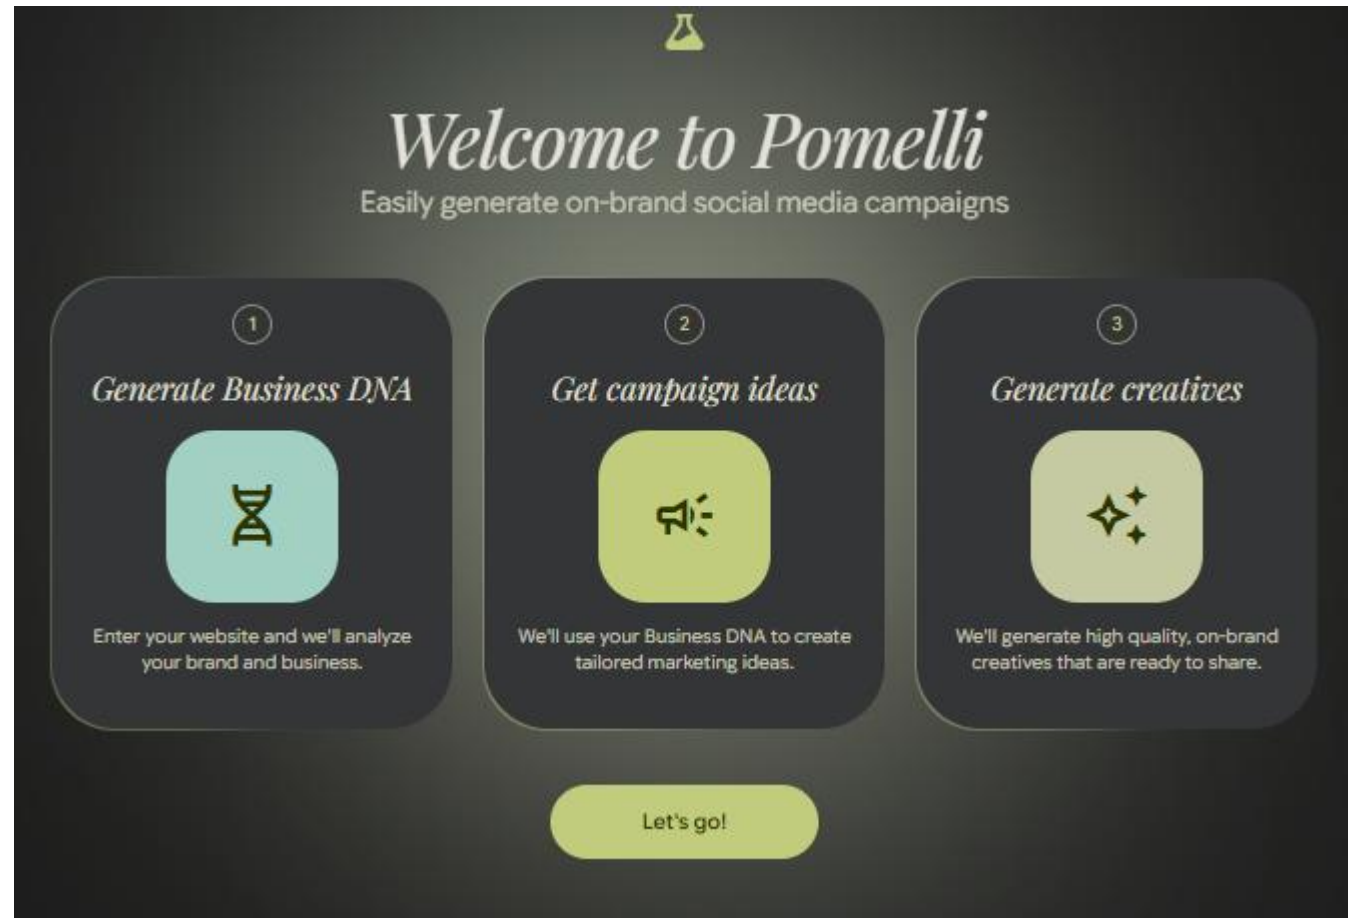 Welcome to Pomelli
Easily generate on-brand social media campaigns
1
Generate Business DNA
Enter your website and we'll analyze
your brand and business.
2
Get campaign ideas
We'll use your Business DNA to create
tailored marketing ideas.
3
Generate creatives
We'll generate high quality, on-brand
creatives that are ready to share.
Let's go!